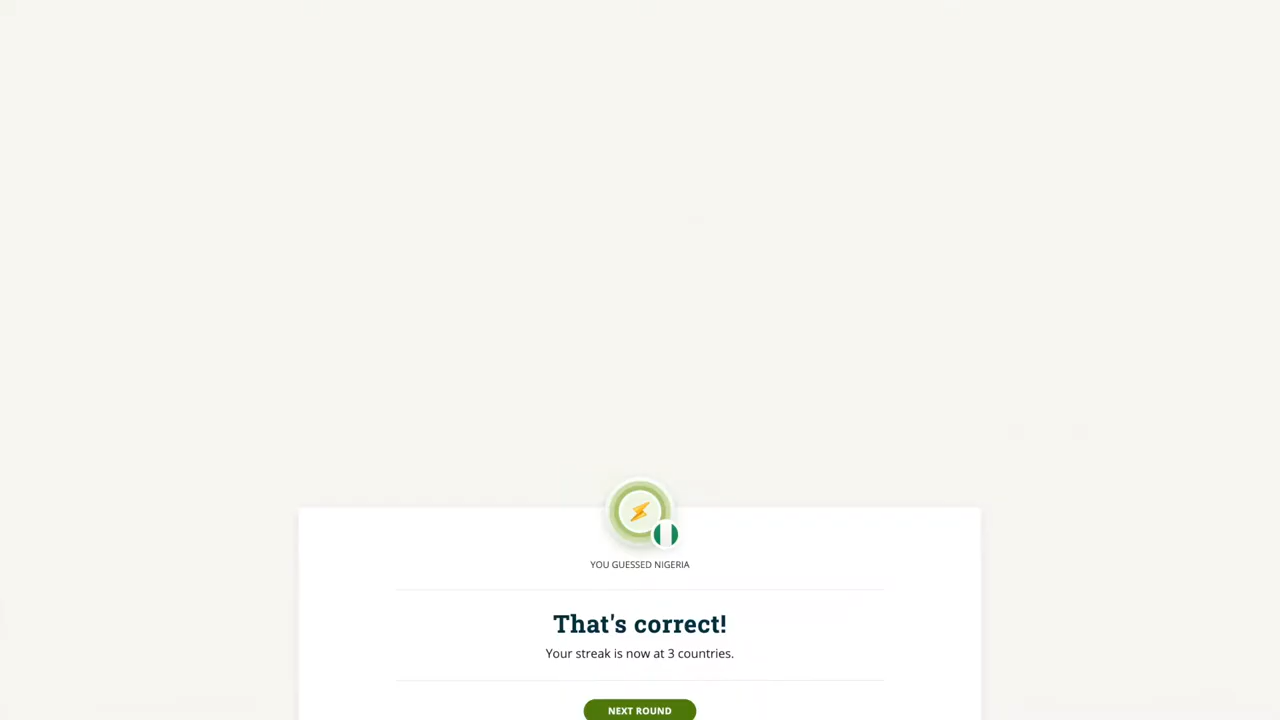 YOU GUESSED NIGERIA
That's correct!
Your streak is now at 3 countries.
NEXT ROUND